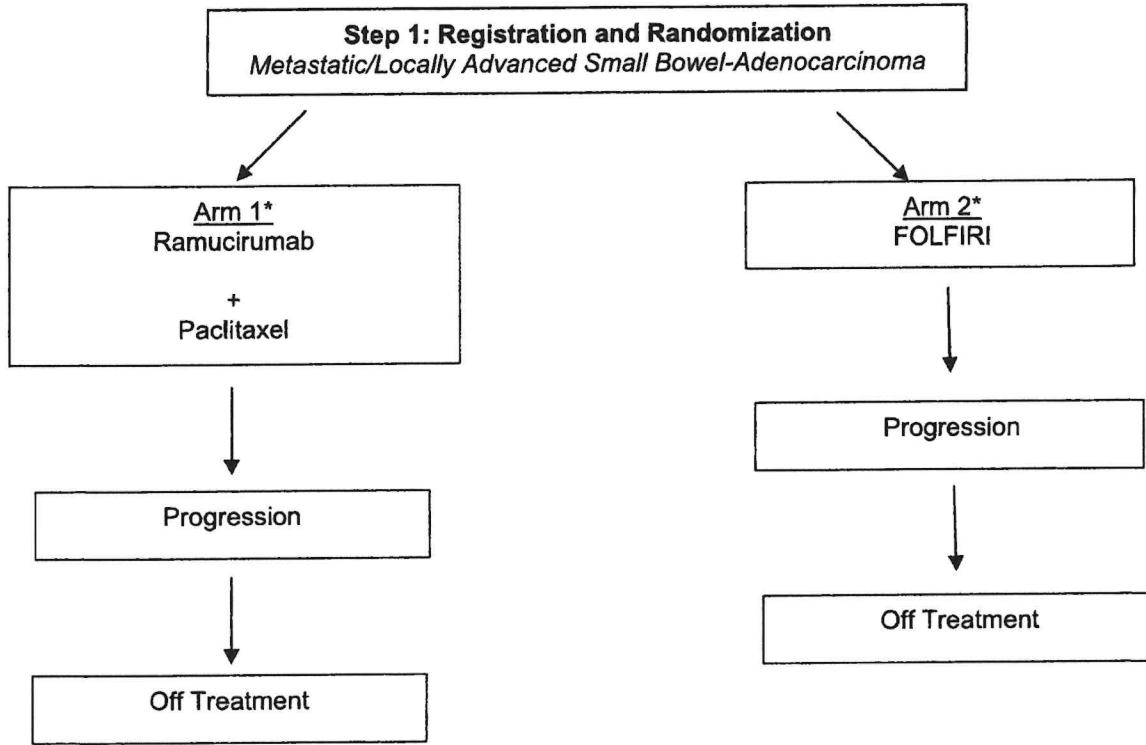 Step 1: Registration and Randomization
Metastatic/Locally Advanced Small Bowel-Adenocarcinoma
Arm 1*
Ramucirumab
+
Paclitaxel
Progression
Off Treatment
Arm 2*
FOLFIRI
Progression
Off Treatment